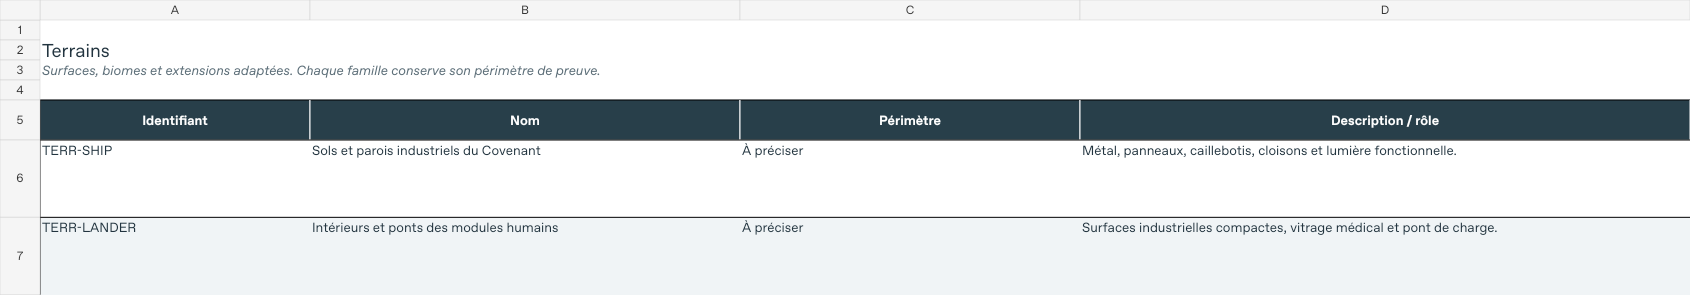 A B C D
1
2 Terrains
3 Surfaces, biomes et extensions adaptées. Chaque famille conserve son périmètre de preuve.
4
5 Identifiant Nom Périmètre Description / rôle
6 TERR-SHIP Sols et parois industriels du Covenant À préciser Métal, panneaux, caillebotis, cloisons et lumière fonctionnelle.
7 TERR-LANDER Intérieurs et ponts des modules humains À préciser Surfaces industrielles compactes, vitrage médical et pont de charge.